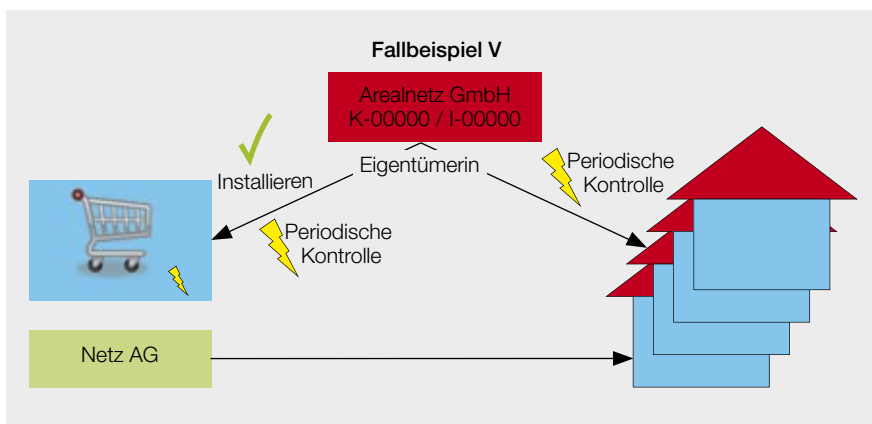 Fallbeispiel V
Arealnetz GmbH
K-00000 / I-00000
Eigentümerin
Installieren
Periodische
Kontrolle
Periodische
Kontrolle
Netz AG